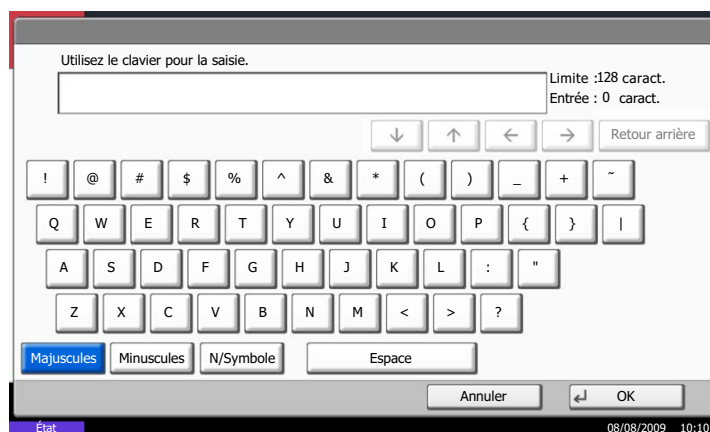 Utilisez le clavier pour la saisie.
Limite :128 caract.
Entrée : 0 caract.
↓ ↑ ← → Retour arrière
! @ # $ % ^ & * ( ) _ + ~
Q W E R T Y U I O P { } |
A S D F G H J K L : "
Z X C V B N M < > ?
Majuscules Minuscules N/Symbole Espace
Annuler ↵ OK
État 08/08/2009 10:10